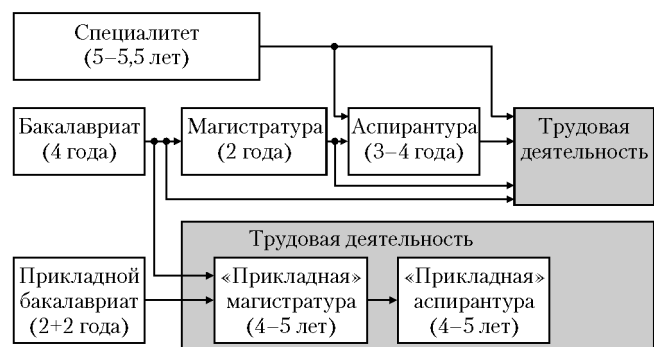 Специалитет
(5–5,5 лет)
Бакалавриат
(4 года)
Магистратура
(2 года)
Аспирантура
(3–4 года)
Трудовая
деятельность
Трудовая деятельность
Прикладной
бакалавриат
(2+2 года)
«Прикладная»
магистратура
(4–5 лет)
«Прикладная»
аспирантура
(4–5 лет)